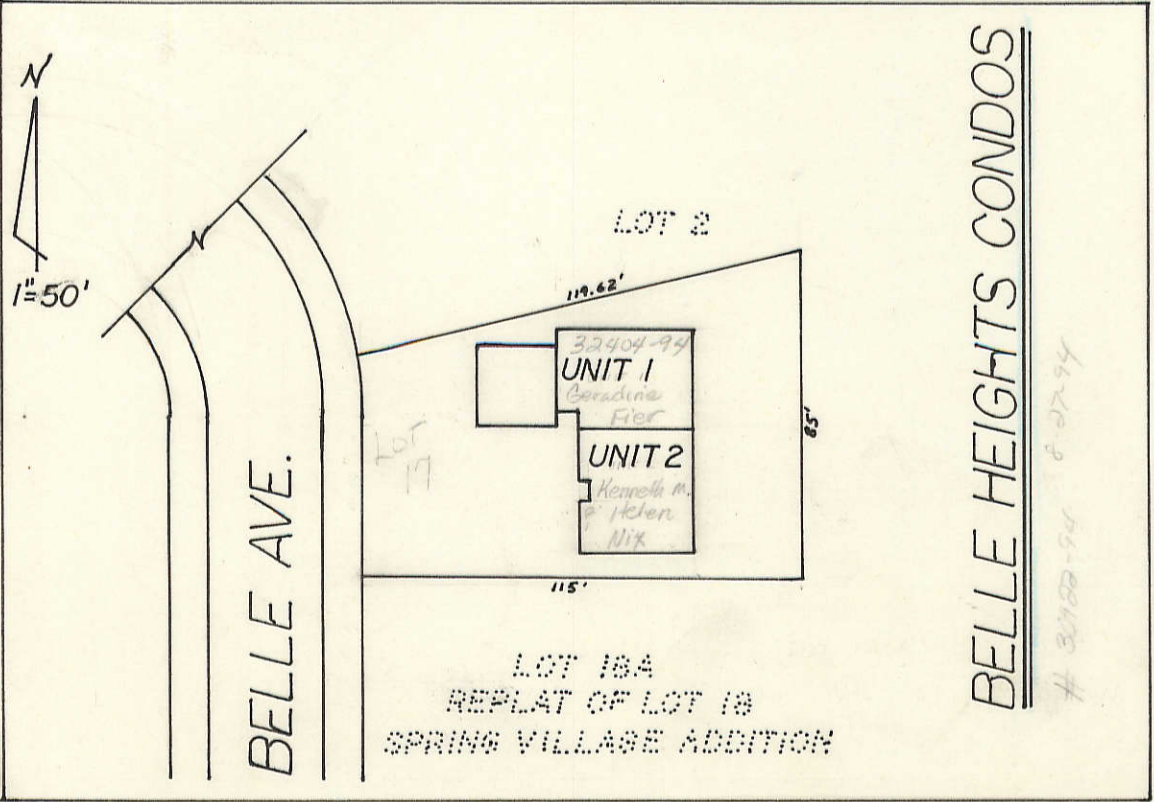 N
1"=50'
N
BELLE AVE.
LOT 2
119.62'
32404-94
UNIT 1
Geradine
Fier
UNIT 2
Kenneth M.
& Helen
Nix
85'
Lot
17
115'
LOT 18A
REPLAT OF LOT 18
SPRING VILLAGE ADDITION
BELLE HEIGHTS CONDOS
# 30922-94 8-27-94